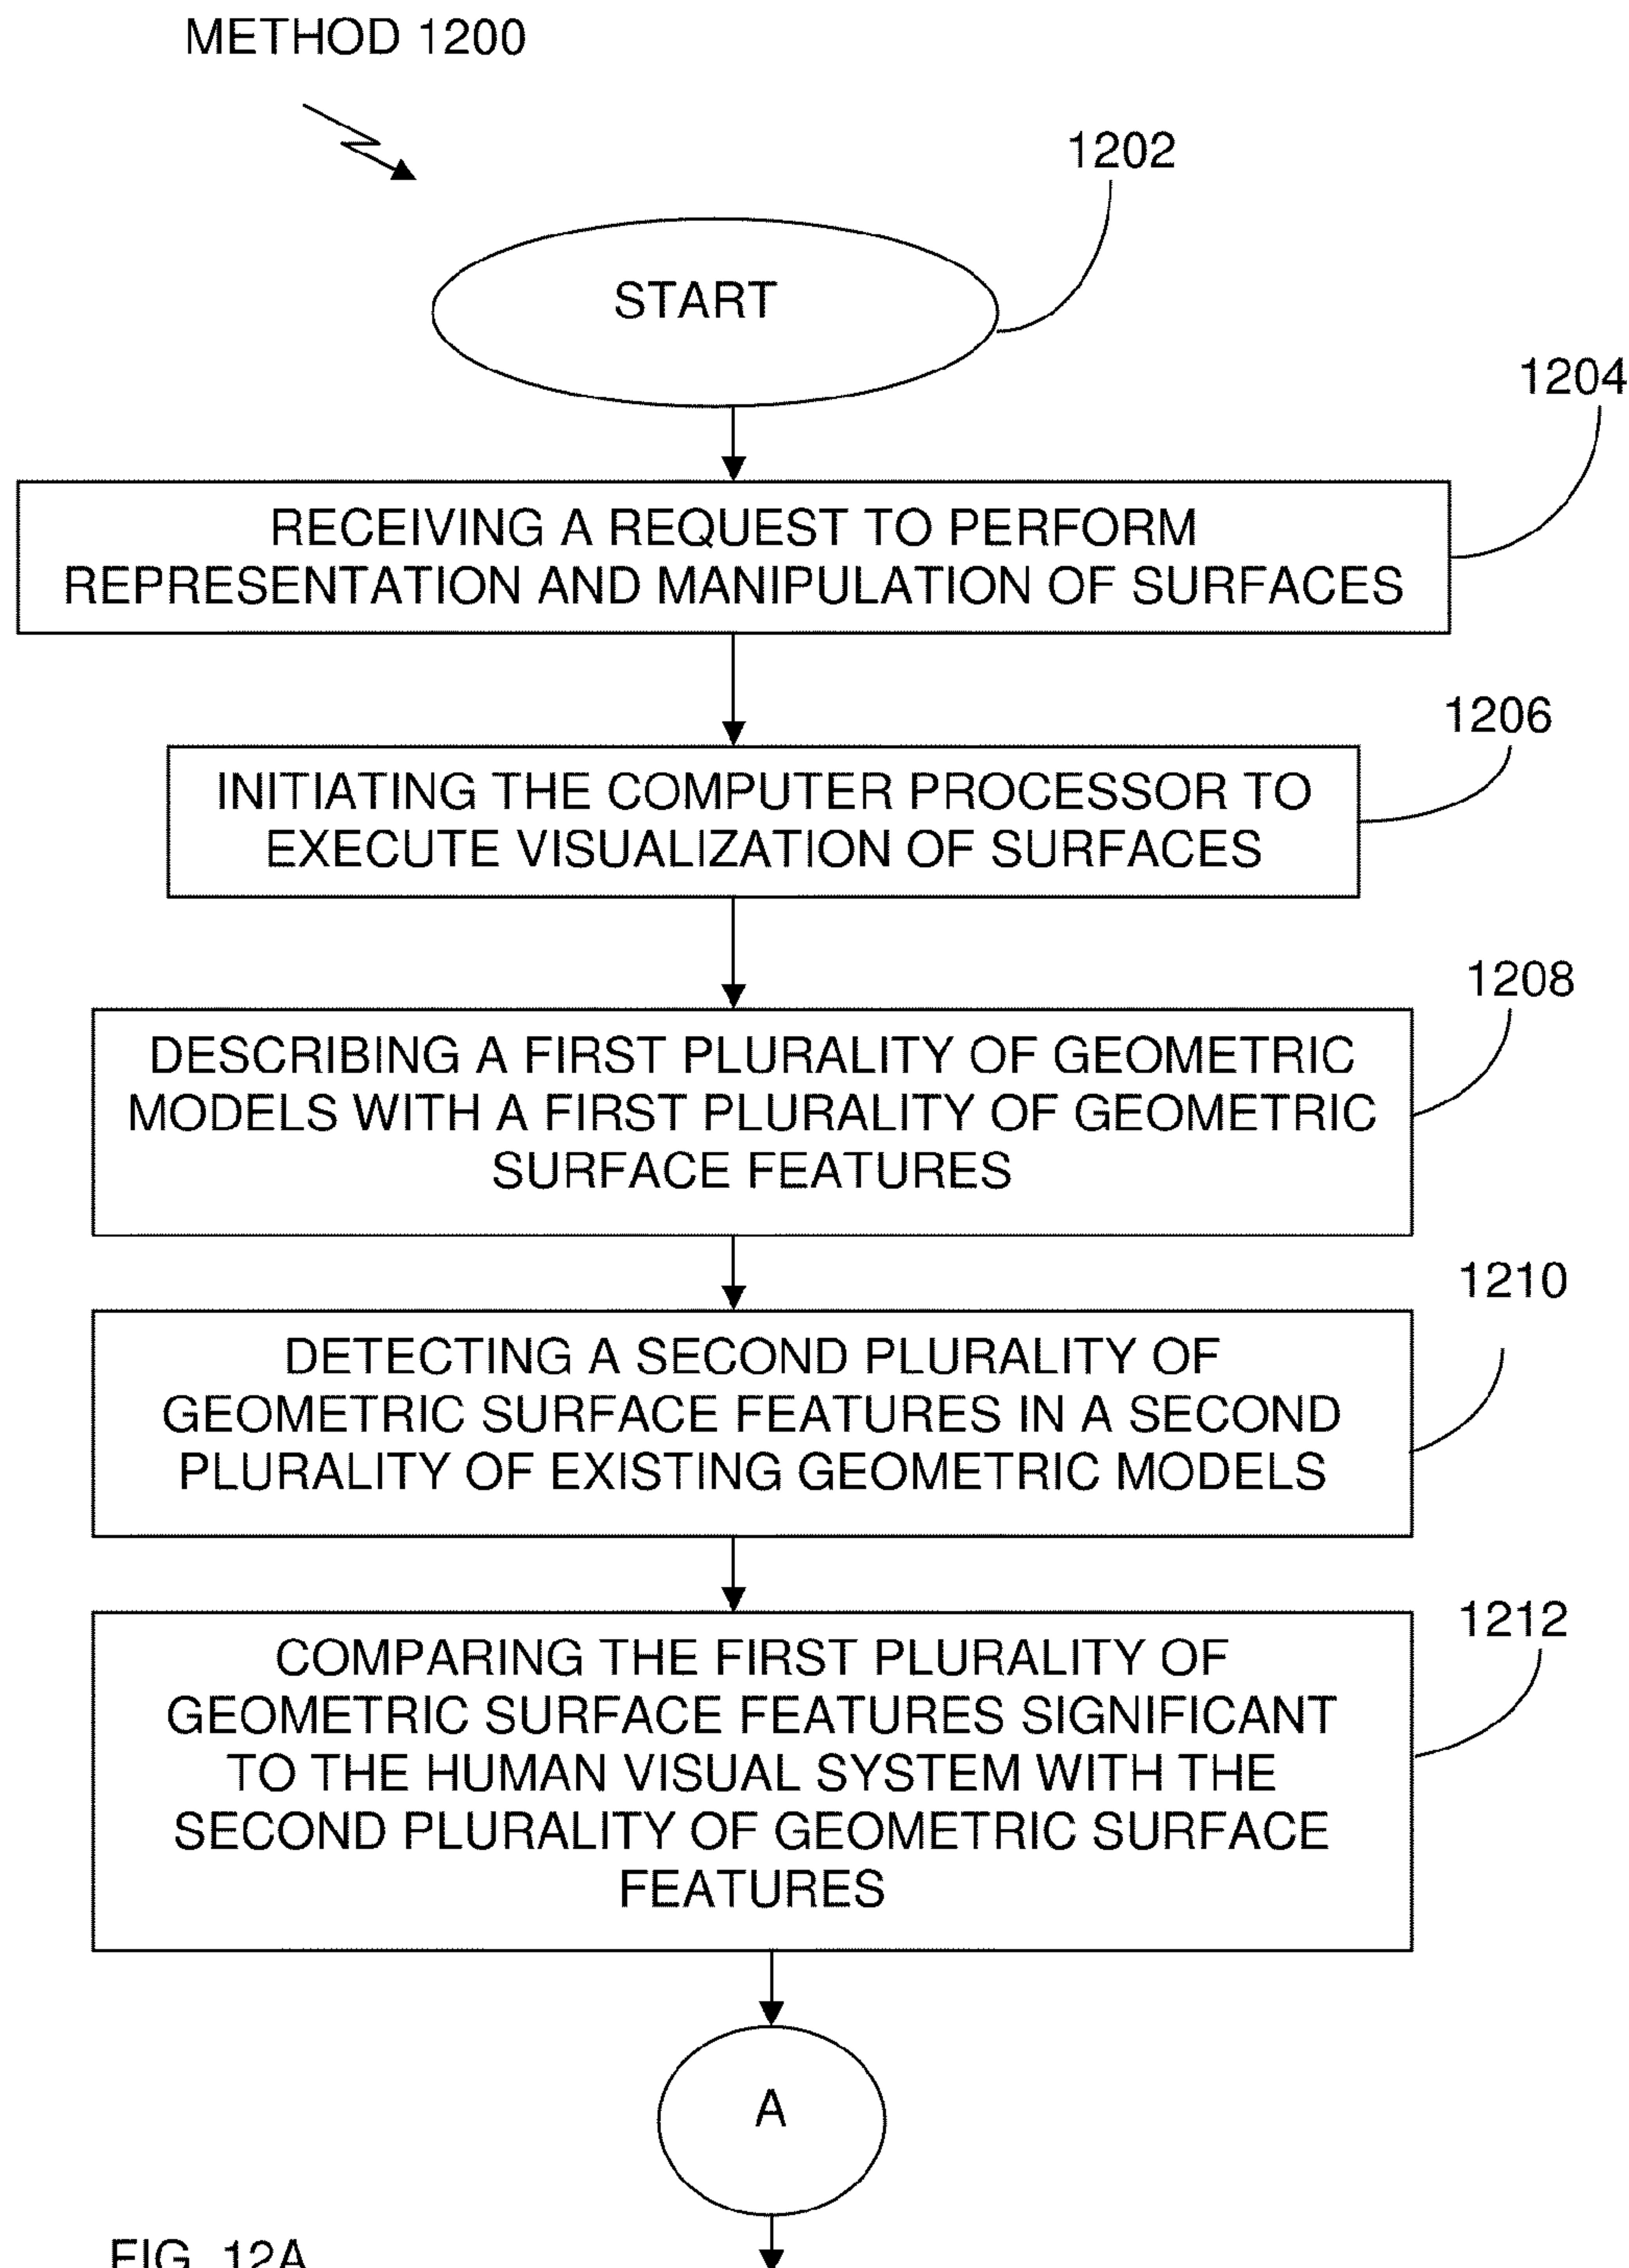 METHOD 1200
1202
START
1204
RECEIVING A REQUEST TO PERFORM
REPRESENTATION AND MANIPULATION OF SURFACES
1206
INITIATING THE COMPUTER PROCESSOR TO
EXECUTE VISUALIZATION OF SURFACES
1208
DESCRIBING A FIRST PLURALITY OF GEOMETRIC
MODELS WITH A FIRST PLURALITY OF GEOMETRIC
SURFACE FEATURES
1210
DETECTING A SECOND PLURALITY OF
GEOMETRIC SURFACE FEATURES IN A SECOND
PLURALITY OF EXISTING GEOMETRIC MODELS
1212
COMPARING THE FIRST PLURALITY OF
GEOMETRIC SURFACE FEATURES SIGNIFICANT
TO THE HUMAN VISUAL SYSTEM WITH THE
SECOND PLURALITY OF GEOMETRIC SURFACE
FEATURES
A
FIG. 12A